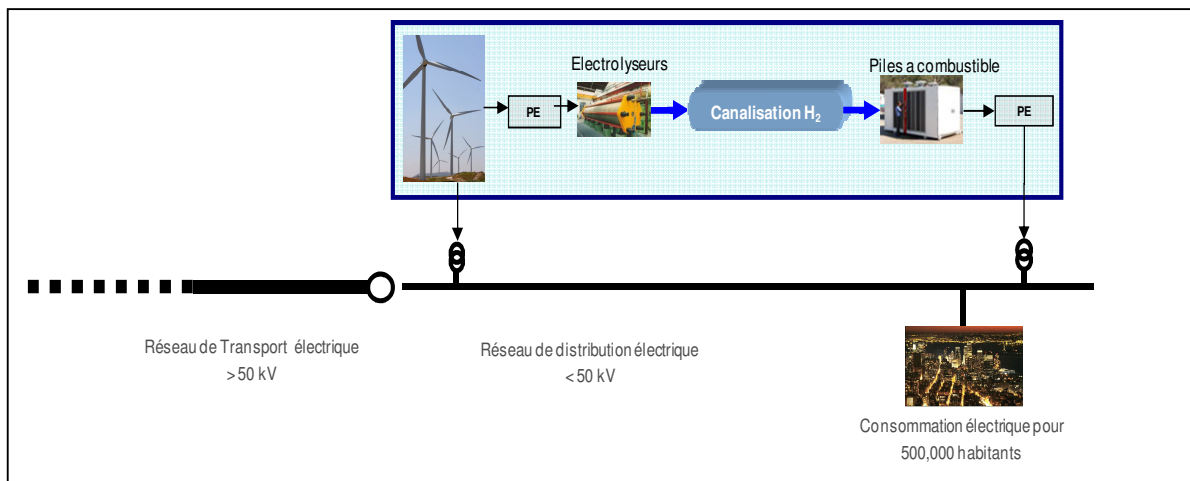 Electrolyseurs
Piles a combustible
PE
Canalisation H₂
PE
Réseau de Transport électrique
> 50 kV
Réseau de distribution électrique
< 50 kV
Consommation électrique pour
500,000 habitants